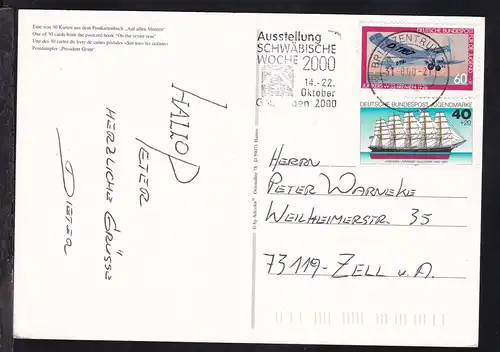 Eine von 30 Karten aus dem Postkartenbuch „Auf allen Meeren"
One of 30 cards from the postcard book "On the seven seas"
Une des 30 cartes du livre de cartes postales «Sur tous les océans»
Postdampfer „President Grant"
HALLO
PETER
HERZLICHE GRÜSSE
DIETER
Ausstellung
SCHWÄBISCHE
WOCHE 2000
14.-22.
Oktober
2000
BRIEFZENTRUM
DEUTSCHE BUNDESPOST
60
DEUTSCHE BUNDESPOST JUGENDMARKE
40
+20
HERRN
PETER WARNEKE
WEILHEIMERSTR. 35
73119-ZELL u.A.